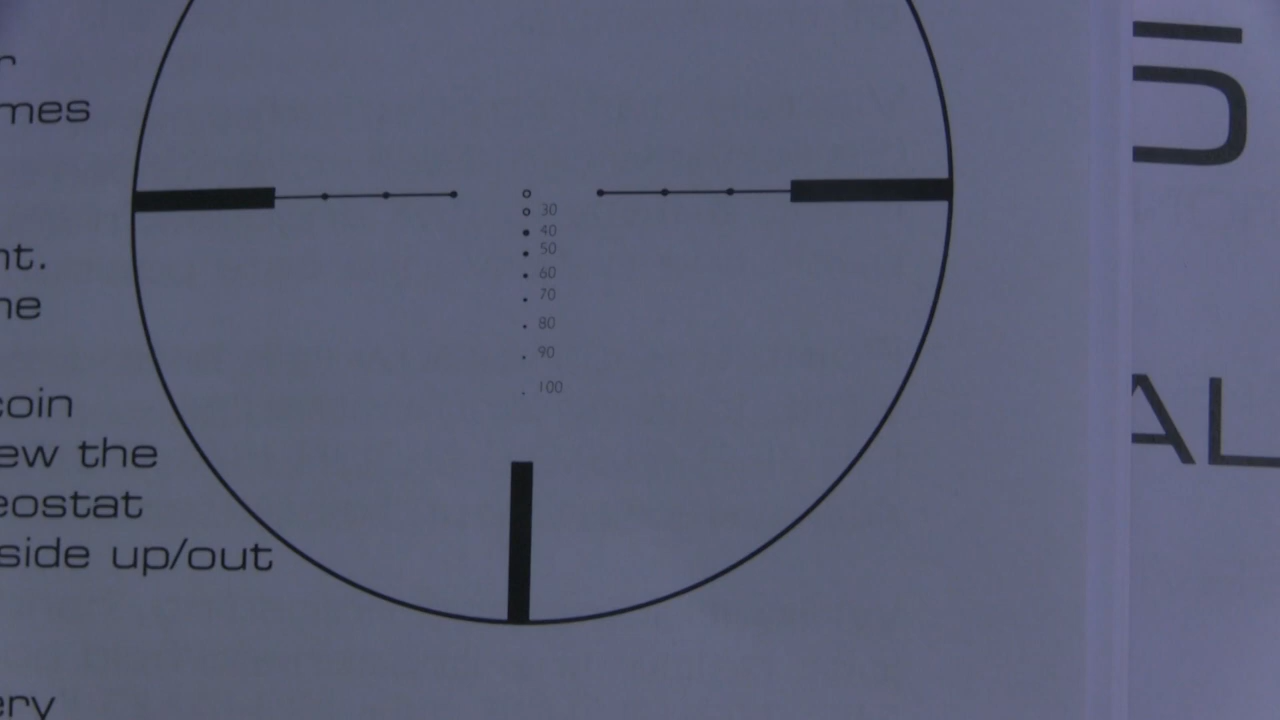 mes
nt.
ne
coin
ew the
eostat
side up/out
ery
30
40
50
60
70
80
90
100
AL